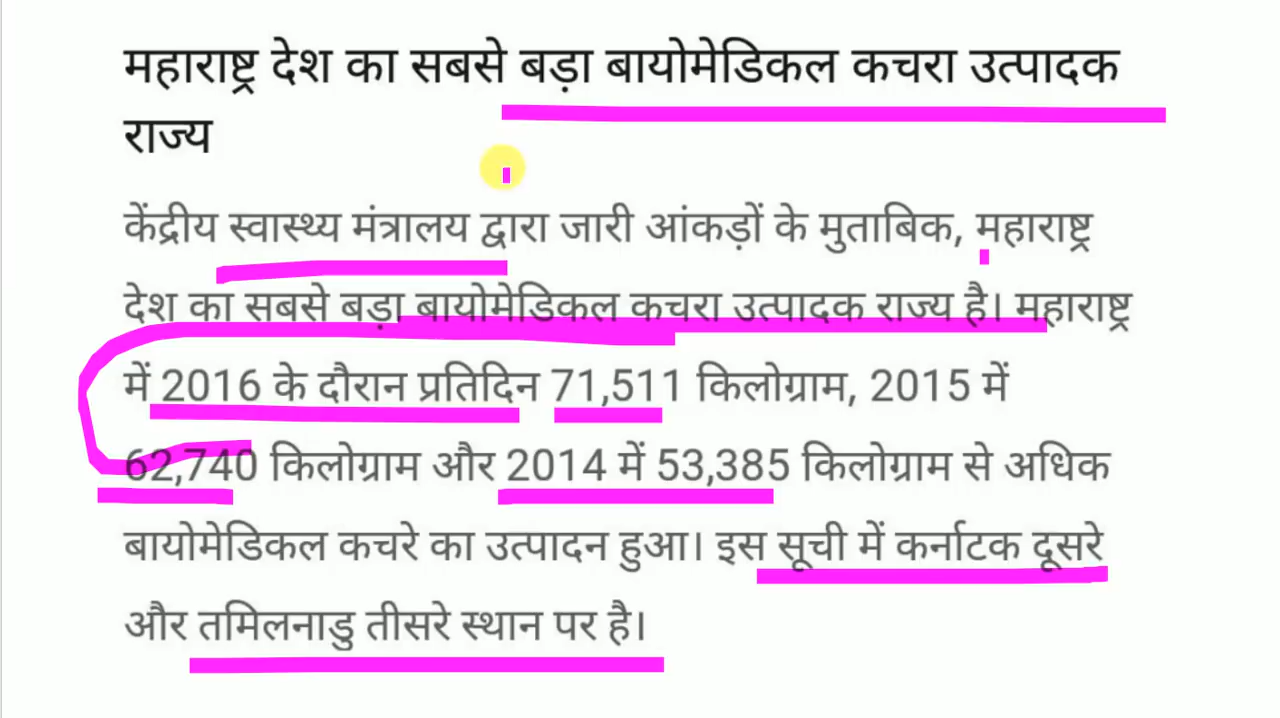 महाराष्ट्र देश का सबसे बड़ा बायोमेडिकल कचरा उत्पादक
राज्य
केंद्रीय स्वास्थ्य मंत्रालय द्वारा जारी आंकड़ों के मुताबिक, महाराष्ट्र
देश का सबसे बड़ा बायोमेडिकल कचरा उत्पादक राज्य है। महाराष्ट्र
में 2016 के दौरान प्रतिदिन 71,511 किलोग्राम, 2015 में
62,740 किलोग्राम और 2014 में 53,385 किलोग्राम से अधिक
बायोमेडिकल कचरे का उत्पादन हुआ। इस सूची में कर्नाटक दूसरे
और तमिलनाडु तीसरे स्थान पर है।